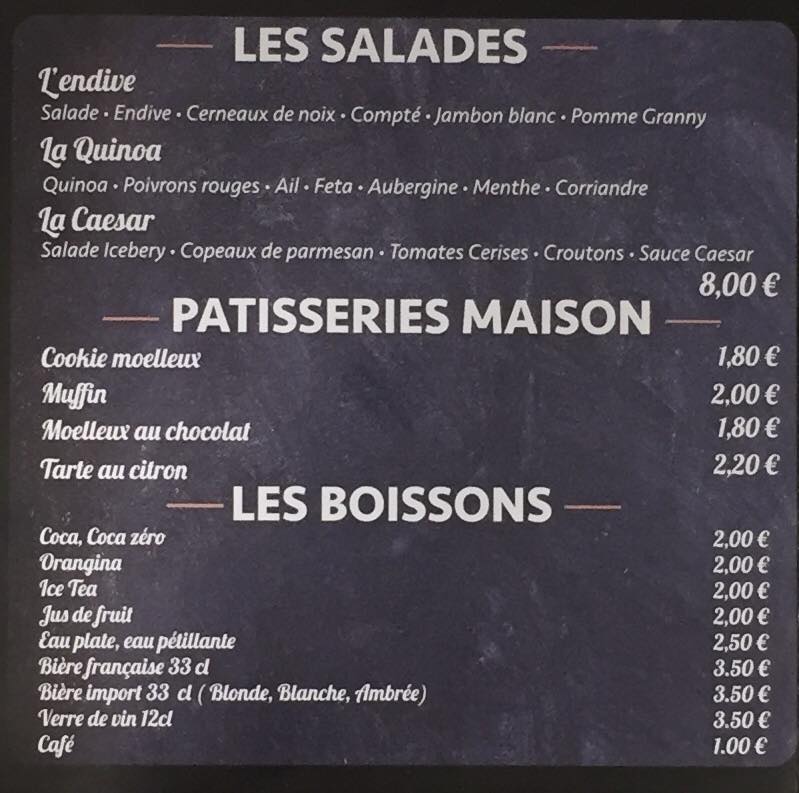 LES SALADES
L'endive
Salade • Endive • Cerneaux de noix • Compté • Jambon blanc • Pomme Granny
La Quinoa
Quinoa • Poivrons rouges • Ail • Feta • Aubergine • Menthe • Corriandre
La Caesar
Salade Icebery • Copeaux de parmesan • Tomates Cerises • Croutons • Sauce Caesar
8,00 €
PATISSERIES MAISON
Cookie moelleux 1,80 €
Muffin 2,00 €
Moelleux au chocolat 1,80 €
Tarte au citron 2,20 €
LES BOISSONS
Coca, Coca zéro 2,00 €
Orangina 2,00 €
Ice Tea 2,00 €
Jus de fruit 2,00 €
Eau plate, eau pétillante 2,50 €
Bière française 33 cl 3.50 €
Bière import 33 cl ( Blonde, Blanche, Ambrée) 3.50 €
Verre de vin 12cl 3.50 €
Café 1.00 €